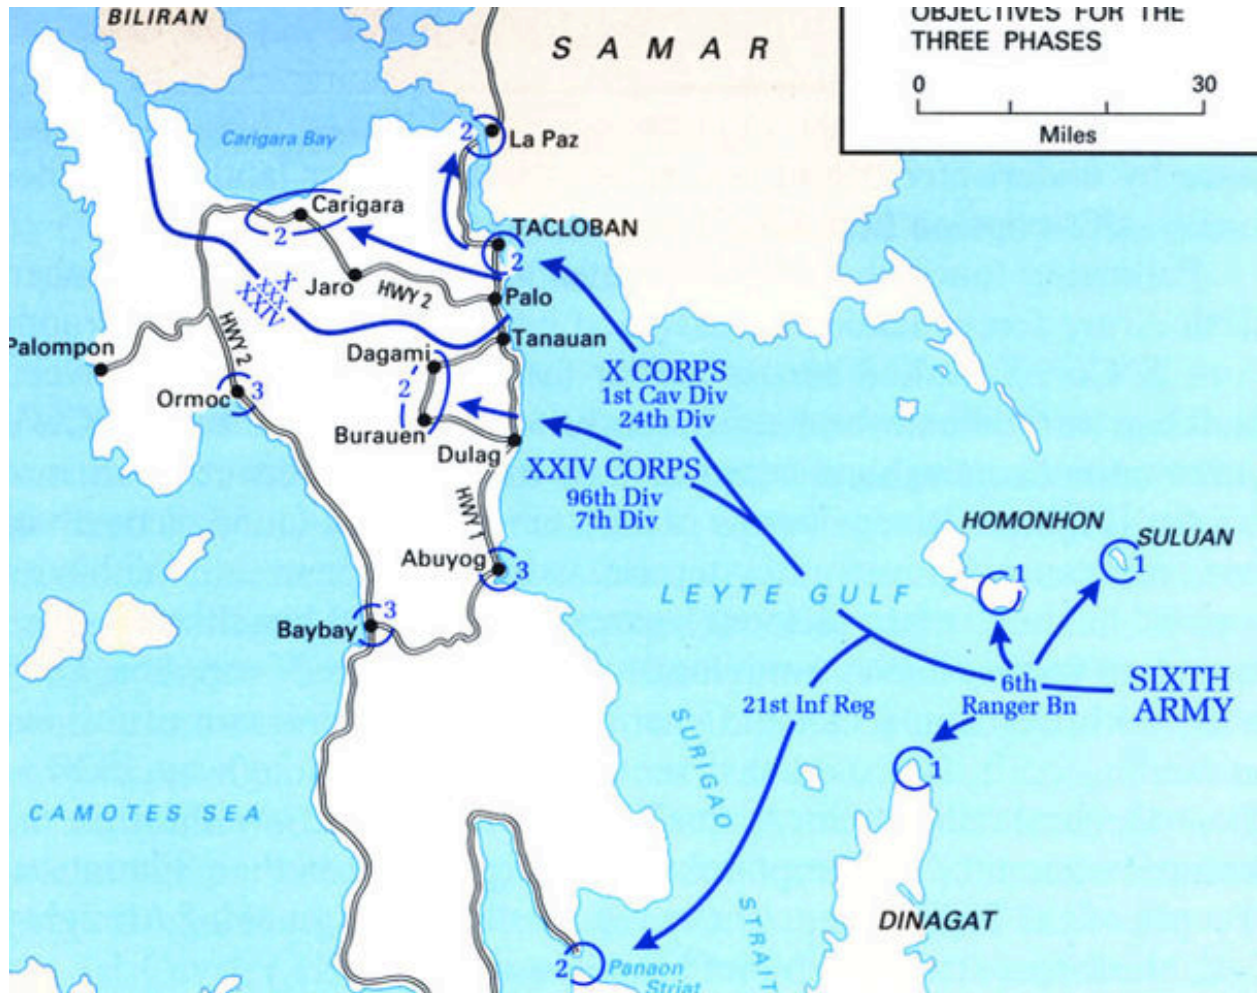 BILIRAN
SAMAR
OBJECTIVES FOR THE
THREE PHASES
0 30
Miles
Carigara Bay
2
La Paz
Carigara
2
TACLOBAN
2
X
XXX
XXIV
Jaro
HWY 2
Palo
HWY 2
Tanauan
Palompon
Dagami
2
X CORPS
1st Cav Div
24th Div
Ormoc
3
Burauen
Dulag
XXIV CORPS
96th Div
7th Div
HWY 1
HOMONHON
SULUAN
1
1
Abuyog
3
LEYTE GULF
Baybay
3
6th
Ranger Bn
SIXTH
ARMY
21st Inf Reg
SURIGAO
STRAIT
1
CAMOTES SEA
DINAGAT
2
Panaon
Striat